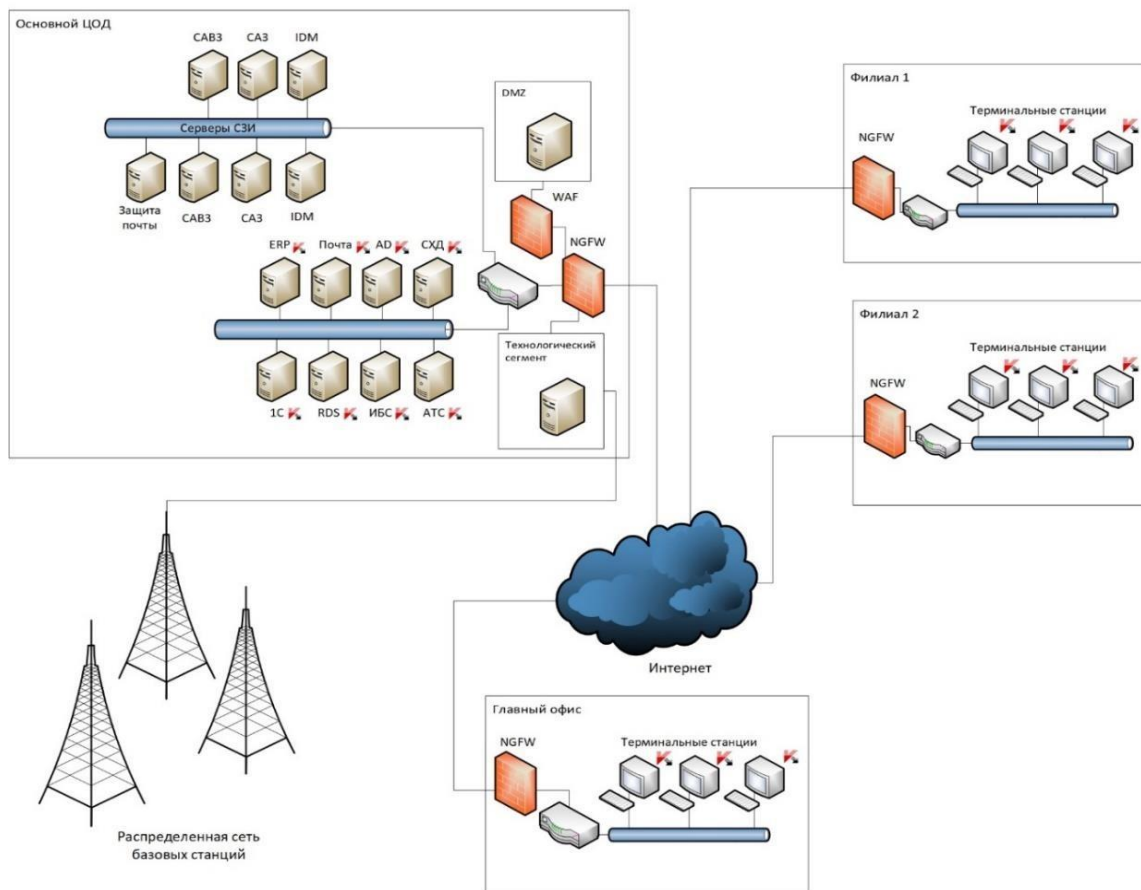 Основной ЦОД
САВЗ
САЗ
IDM
Серверы СЗИ
Защита
почты
САВЗ
САЗ
IDM
DMZ
WAF
NGFW
ERP
Почта
AD
СХД
1С
RDS
ИБС
АТС
Технологический
сегмент
Филиал 1
NGFW
Терминальные станции
Филиал 2
NGFW
Терминальные станции
Интернет
Главный офис
NGFW
Терминальные станции
Распределенная сеть
базовых станций